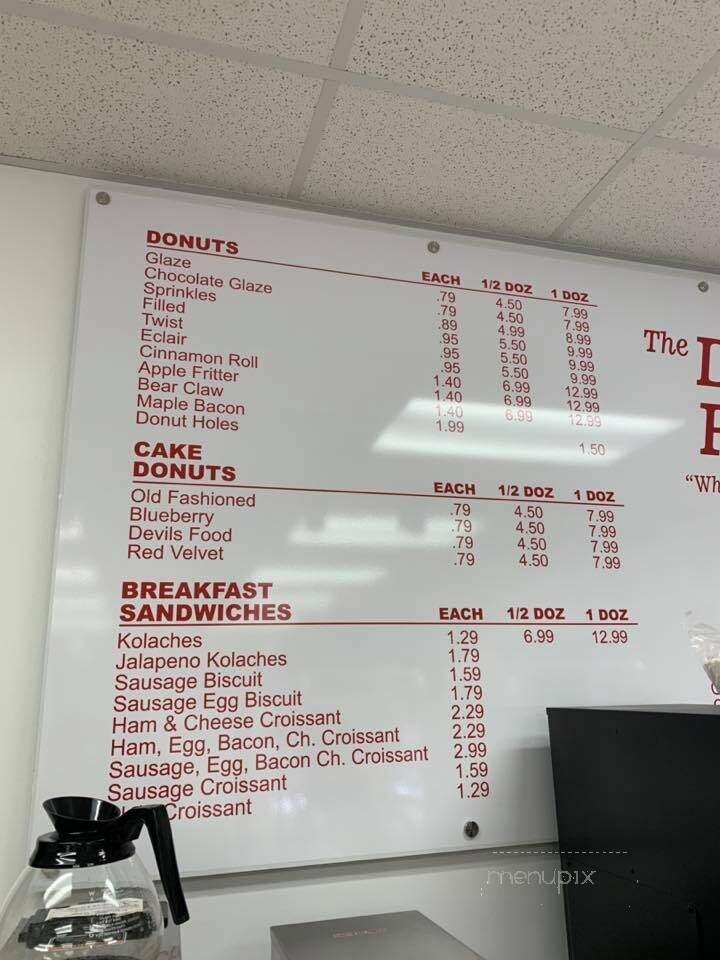 DONUTS EACH 1/2 DOZ 1 DOZ
Glaze .79 4.50 7.99
Chocolate Glaze .79 4.50 7.99
Sprinkles .89 4.99 8.99
Filled .95 5.50 9.99
Twist .95 5.50 9.99
Eclair .95 5.50 9.99
Cinnamon Roll 1.40 6.99 12.99
Apple Fritter 1.40 6.99 12.99
Bear Claw 1.40 6.99 12.99
Maple Bacon 1.99
Donut Holes 1.50
CAKE
DONUTS EACH 1/2 DOZ 1 DOZ
Old Fashioned .79 4.50 7.99
Blueberry .79 4.50 7.99
Devils Food .79 4.50 7.99
Red Velvet .79 4.50 7.99
BREAKFAST
SANDWICHES EACH 1/2 DOZ 1 DOZ
Kolaches 1.29 6.99 12.99
Jalapeno Kolaches 1.79
Sausage Biscuit 1.59
Sausage Egg Biscuit 1.79
Ham & Cheese Croissant 2.29
Ham, Egg, Bacon, Ch. Croissant 2.29
Sausage, Egg, Bacon Ch. Croissant 2.99
Sausage Croissant 1.59
Croissant 1.29
The
menupix